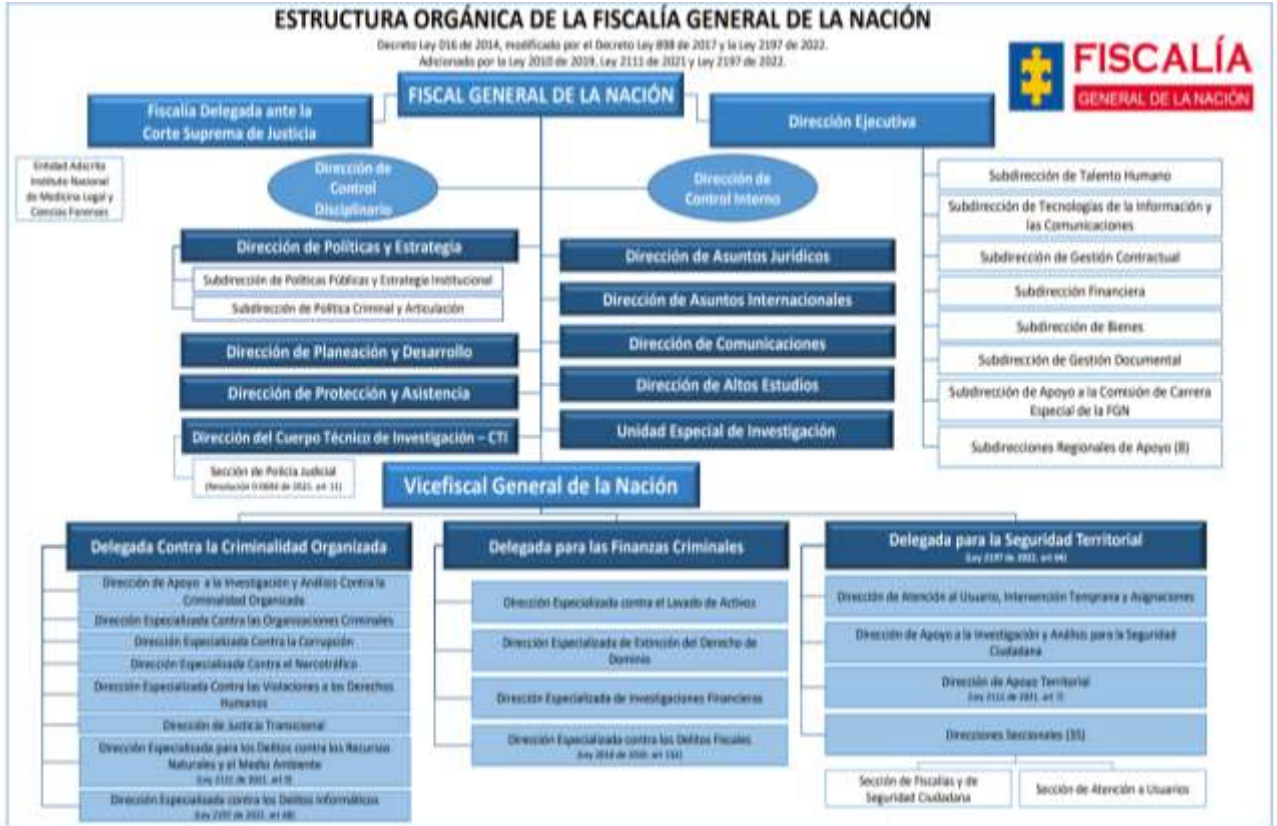 ESTRUCTURA ORGÁNICA DE LA FISCALÍA GENERAL DE LA NACIÓN
Decreto Ley 016 de 2014, modificado por el Decreto Ley 898 de 2017 y la Ley 2197 de 2022.
Adicionado por la Ley 2010 de 2019, Ley 2111 de 2021 y Ley 2197 de 2022.
FISCALÍA
GENERAL DE LA NACIÓN
FISCAL GENERAL DE LA NACIÓN
Fiscalía Delegada ante la
Corte Suprema de Justicia
Dirección Ejecutiva
Entidad Adscrita
Instituto Nacional
de Medicina Legal y
Ciencias Forenses
Dirección de
Control
Disciplinario
Dirección de
Control Interno
Subdirección de Talento Humano
Subdirección de Tecnologías de la Información y
las Comunicaciones
Subdirección de Gestión Contractual
Subdirección Financiera
Subdirección de Bienes
Subdirección de Gestión Documental
Subdirección de Apoyo a la Comisión de Carrera
Especial de la FGN
Subdirecciones Regionales de Apoyo (8)
Dirección de Políticas y Estrategia
Subdirección de Políticas Públicas y Estrategia Institucional
Subdirección de Política Criminal y Articulación
Dirección de Planeación y Desarrollo
Dirección de Protección y Asistencia
Dirección del Cuerpo Técnico de Investigación – CTI
Sección de Policía Judicial
Dirección de Asuntos Jurídicos
Dirección de Asuntos Internacionales
Dirección de Comunicaciones
Dirección de Altos Estudios
Unidad Especial de Investigación
Vicefiscal General de la Nación
Delegada Contra la Criminalidad Organizada
Dirección de Apoyo a la Investigación y Análisis Contra la
Criminalidad Organizada
Dirección Especializada Contra las Organizaciones Criminales
Dirección Especializada Contra la Corrupción
Dirección Especializada Contra el Narcotráfico
Dirección Especializada Contra las Violaciones a los Derechos
Humanos
Dirección de Justicia Transicional
Dirección Especializada para los Delitos contra los Recursos
Naturales y el Medio Ambiente
Dirección Especializada contra los Delitos Informáticos
Delegada para las Finanzas Criminales
Dirección Especializada contra el Lavado de Activos
Dirección Especializada de Extinción del Derecho de
Dominio
Dirección Especializada de Investigaciones Financieras
Dirección Especializada contra los Delitos Fiscales
Delegada para la Seguridad Territorial
Dirección de Atención al Usuario, Intervención Temprana y Asignaciones
Dirección de Apoyo a la Investigación y Análisis para la Seguridad
Ciudadana
Dirección de Apoyo Territorial
Direcciones Seccionales (35)
Sección de Fiscalías y de
Seguridad Ciudadana
Sección de Atención a Usuarios